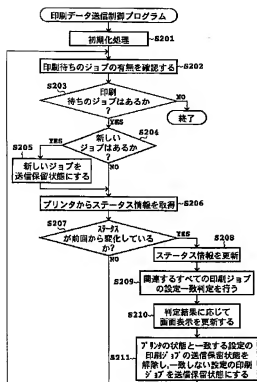 印刷データ送信制御プログラム
初期化処理
S201
印刷待ちのジョブの有無を確認する
S202
S203
印刷
待ちのジョブはあるか
?
NO
終了
YES
S204
新しい
ジョブはあるか
?
YES
NO
S205
新しいジョブを
送信保留状態にする
プリンタからステータス情報を取得
S206
S207
ステータス
が前回から変化している
か?
YES
NO
S208
ステータス情報を更新
S209
関連するすべての印刷ジョブ
の設定一致判定を行う
S210
判定結果に応じて
画面表示を更新する
S211
プリンタの状態と一致する設定の
印刷ジョブの送信保留状態を
解除し,一致しない設定の印刷
ジョブを送信保留状態にする